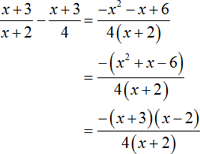 (x+3)/(x+2) − (x+3)/4 = (−x² − x + 6)/(4(x+2))
= (−(x² + x − 6))/(4(x+2))
= (−(x+3)(x−2))/(4(x+2))